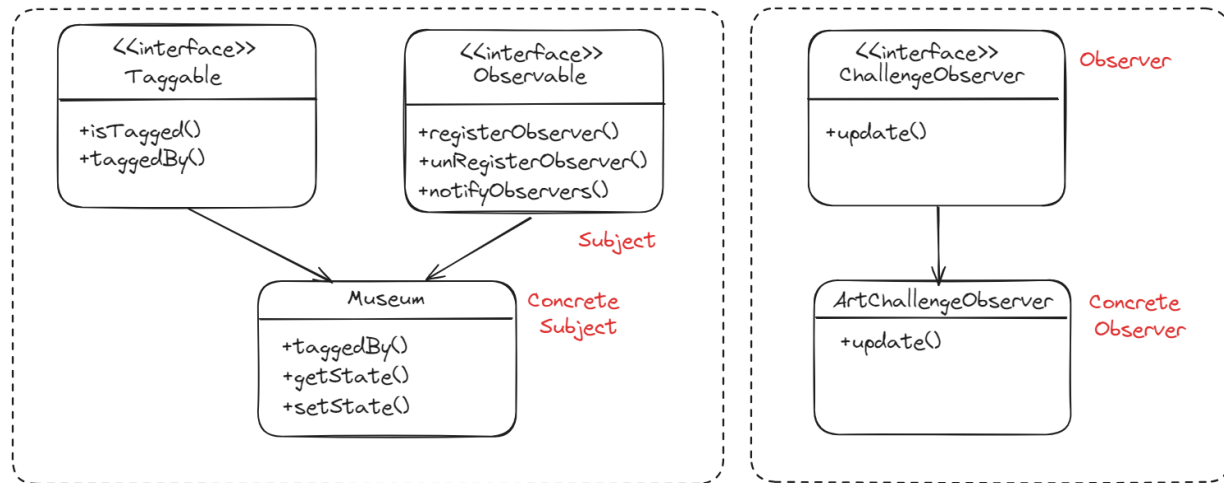 <<interface>>
Taggable
+isTagged()
+taggedBy()
<<interface>>
Observable
+registerObserver()
+unRegisterObserver()
+notifyObservers()
Subject
Museum
+taggedBy()
+getState()
+setState()
Concrete
Subject
<<interface>>
ChallengeObserver
+update()
Observer
ArtChallengeObserver
+update()
Concrete
Observer